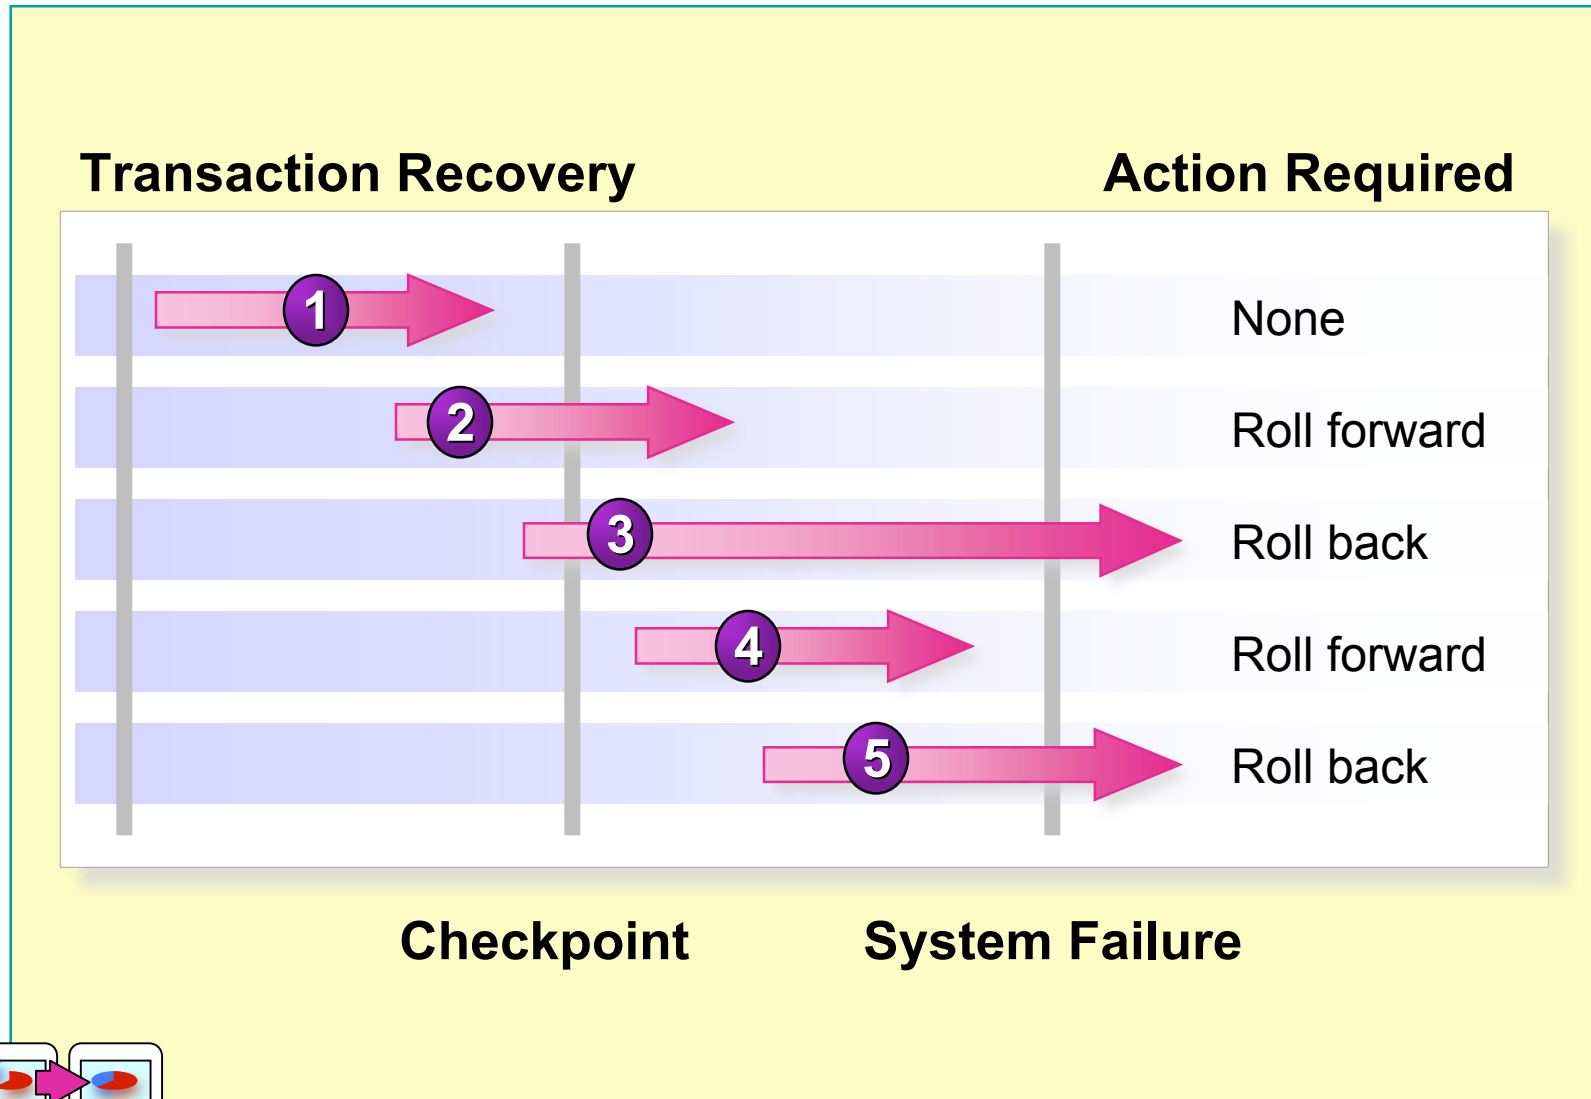 Transaction Recovery
Action Required
1
None
2
Roll forward
3
Roll back
4
Roll forward
5
Roll back
Checkpoint
System Failure